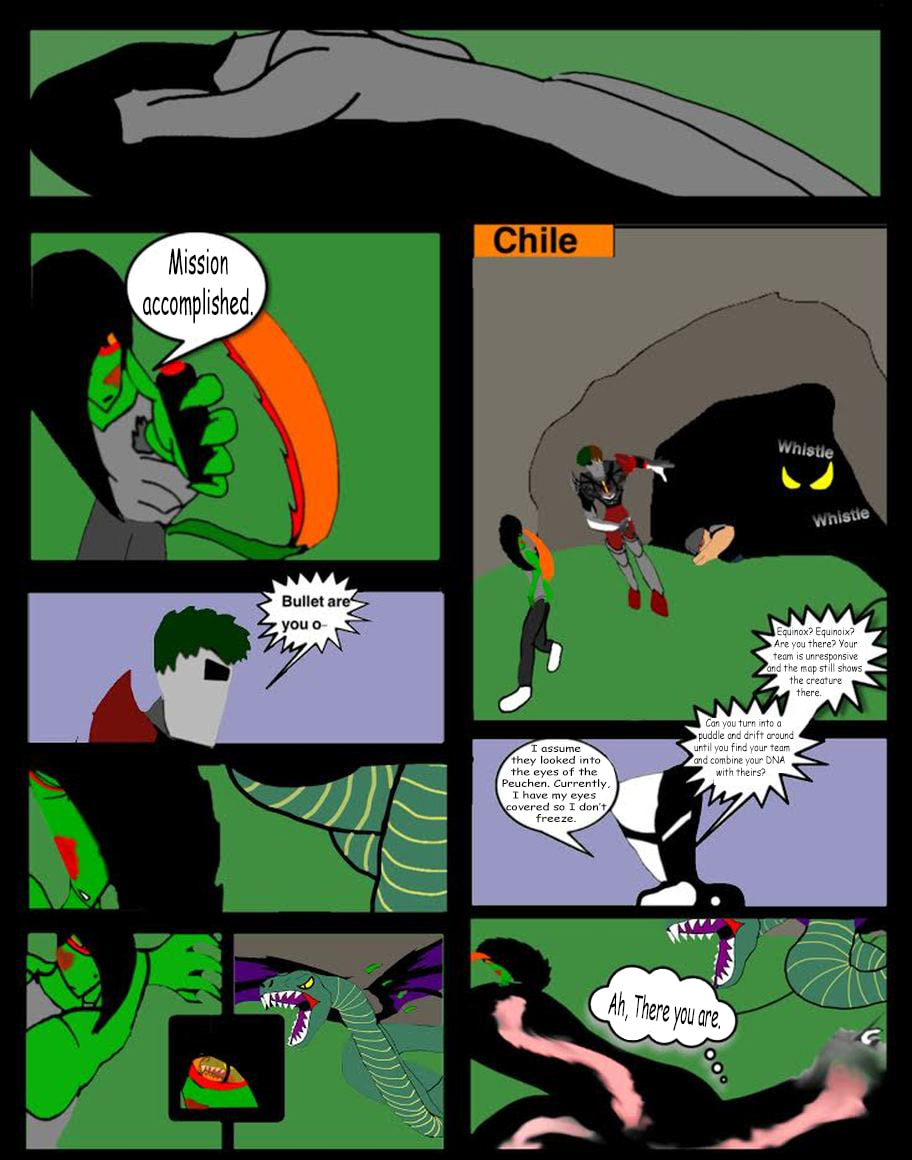 Mission
accomplished.
Bullet are
you o-
Chile
Whistle
Whistle
Equinox? Equinoix?
Are you there? Your
team is unresponsive
and the map still shows
the creature
there.
Can you turn into a
puddle and drift around
until you find your team
and combine your DNA
with theirs?
I assume
they looked into
the eyes of the
Peuchen. Currently,
I have my eyes
covered so I don't
freeze.
Ah, There you are.